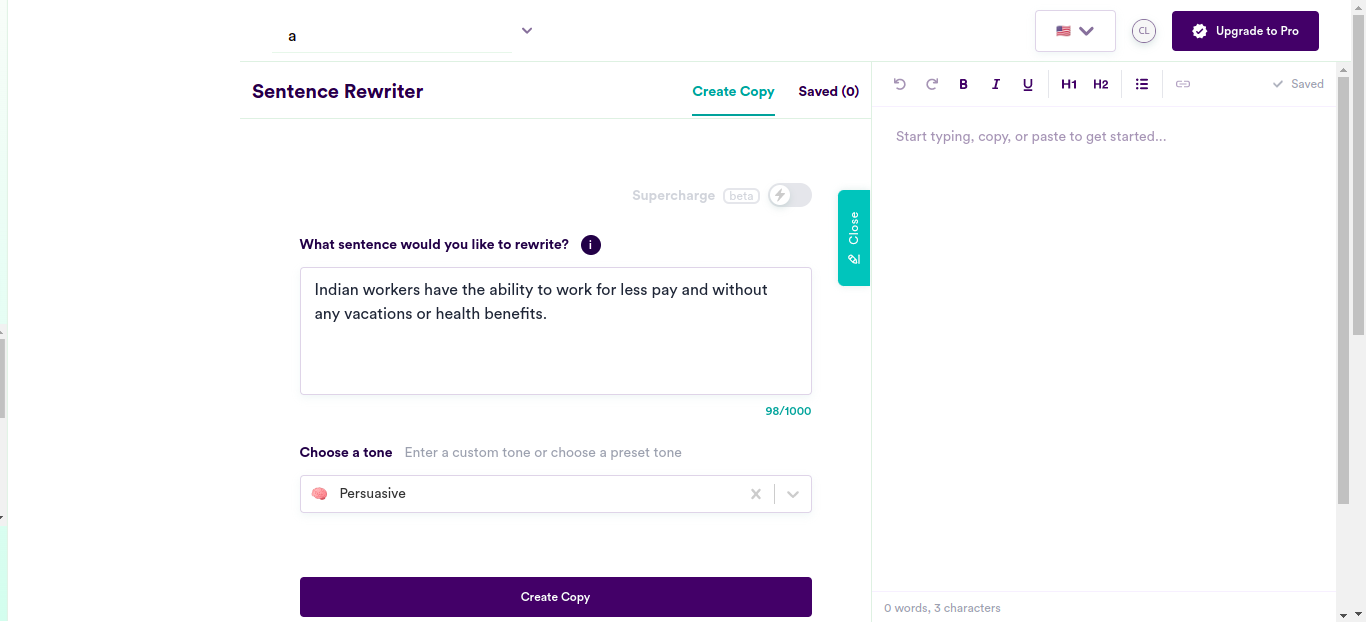 a
CL
Upgrade to Pro
Sentence Rewriter
Create Copy
Saved (0)
B I U H1 H2
Saved
Start typing, copy, or paste to get started...
Supercharge beta
Close
What sentence would you like to rewrite? i
Indian workers have the ability to work for less pay and without
any vacations or health benefits.
98/1000
Choose a tone Enter a custom tone or choose a preset tone
Persuasive
Create Copy
0 words, 3 characters